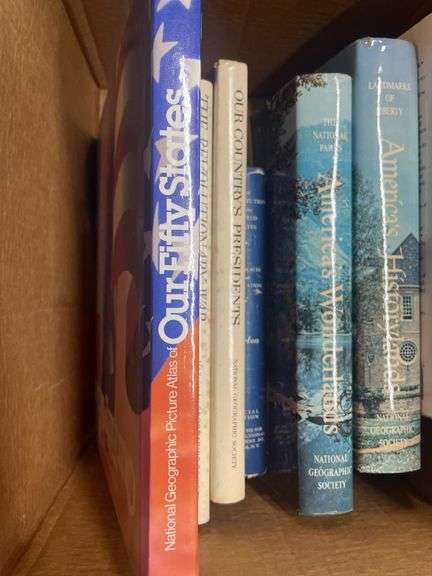 National Geographic Picture Atlas of
Our Fifty States
THE REVOLUTIONARY WAR
OUR COUNTRY'S PRESIDENTS
NATIONAL GEOGRAPHIC SOCIETY
THE
NATIONAL
PARKS
America's Wonderlands
NATIONAL
GEOGRAPHIC
SOCIETY
LANDMARKS
OF
LIBERTY
America's Historylands
NATIONAL
GEOGRAPHIC
SOCIETY